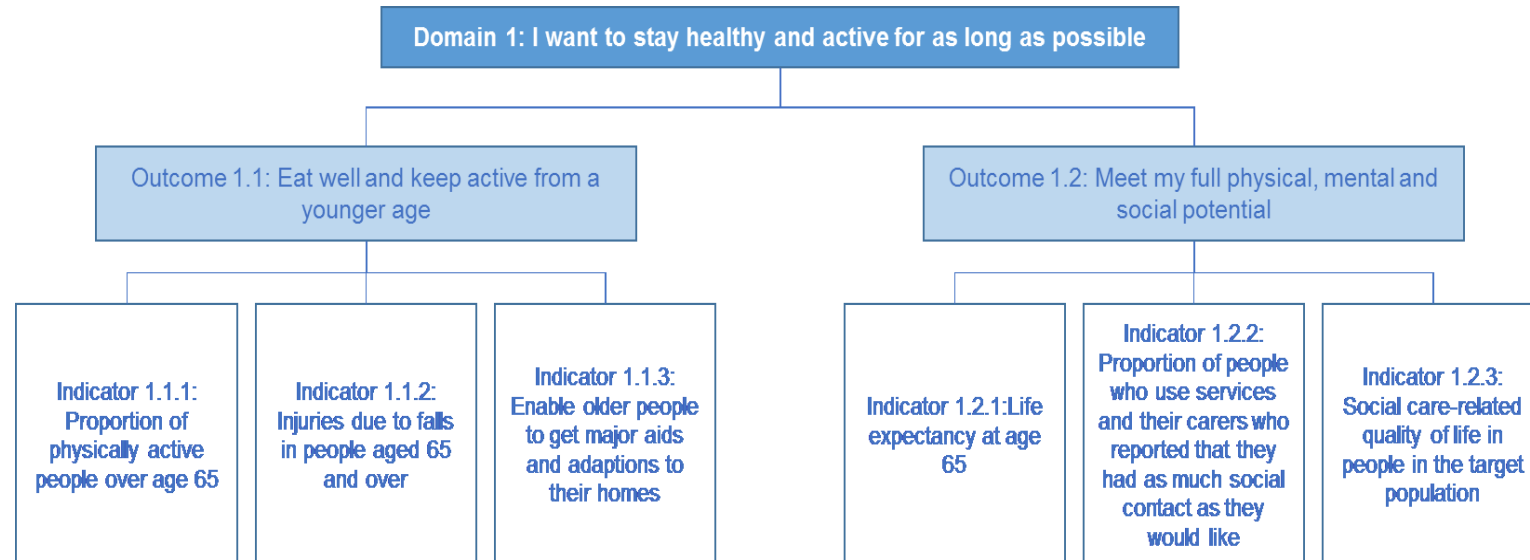 Domain 1: I want to stay healthy and active for as long as possible
Outcome 1.1: Eat well and keep active from a
younger age
Outcome 1.2: Meet my full physical, mental and
social potential
Indicator 1.1.1:
Proportion of
physically active
people over age 65
Indicator 1.1.2:
Injuries due to falls
in people aged 65
and over
Indicator 1.1.3:
Enable older people
to get major aids
and adaptions to
their homes
Indicator 1.2.1:Life
expectancy at age
65
Indicator 1.2.2:
Proportion of people
who use services
and their carers who
reported that they
had as much social
contact as they
would like
Indicator 1.2.3:
Social care-related
quality of life in
people in the target
population